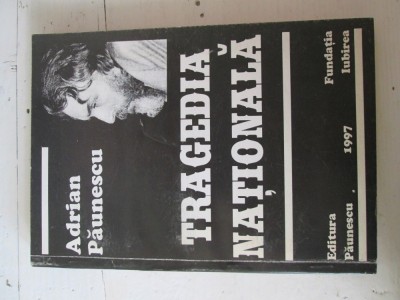 Adrian
Păunescu
TRAGEDIA
NAȚIONALĂ
Editura
Păunescu, 1997
Fundația
Iubirea